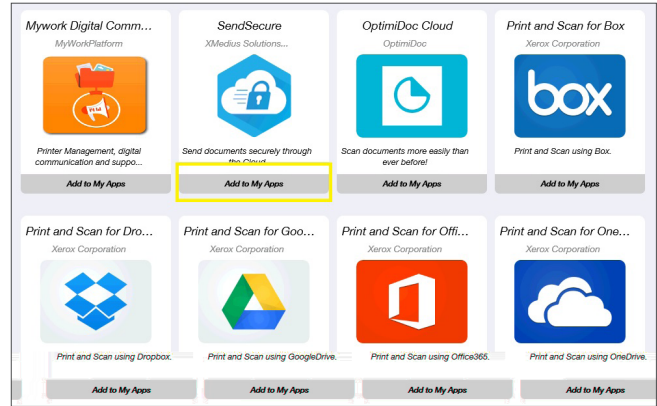 Mywork Digital Comm...
SendSecure
OptimiDoc Cloud
Print and Scan for Box
MyWorkPlatform
XMedius Solutions...
OptimiDoc
Xerox Corporation
box
Printer Management, digital
communication and suppo...
Send documents securely through
the Cloud
Scan documents more easily than
ever before!
Print and Scan using Box.
Add to My Apps
Add to My Apps
Add to My Apps
Add to My Apps
Print and Scan for Dro...
Print and Scan for Goo...
Print and Scan for Offi...
Print and Scan for One...
Xerox Corporation
Xerox Corporation
Xerox Corporation
Xerox Corporation
Print and Scan using Dropbox.
Print and Scan using GoogleDrive.
Print and Scan using Office365.
Print and Scan using OneDrive.
Add to My Apps
Add to My Apps
Add to My Apps
Add to My Apps